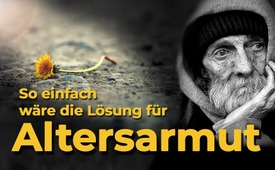 So einfach
wäre die Lösung für
Altersarmut